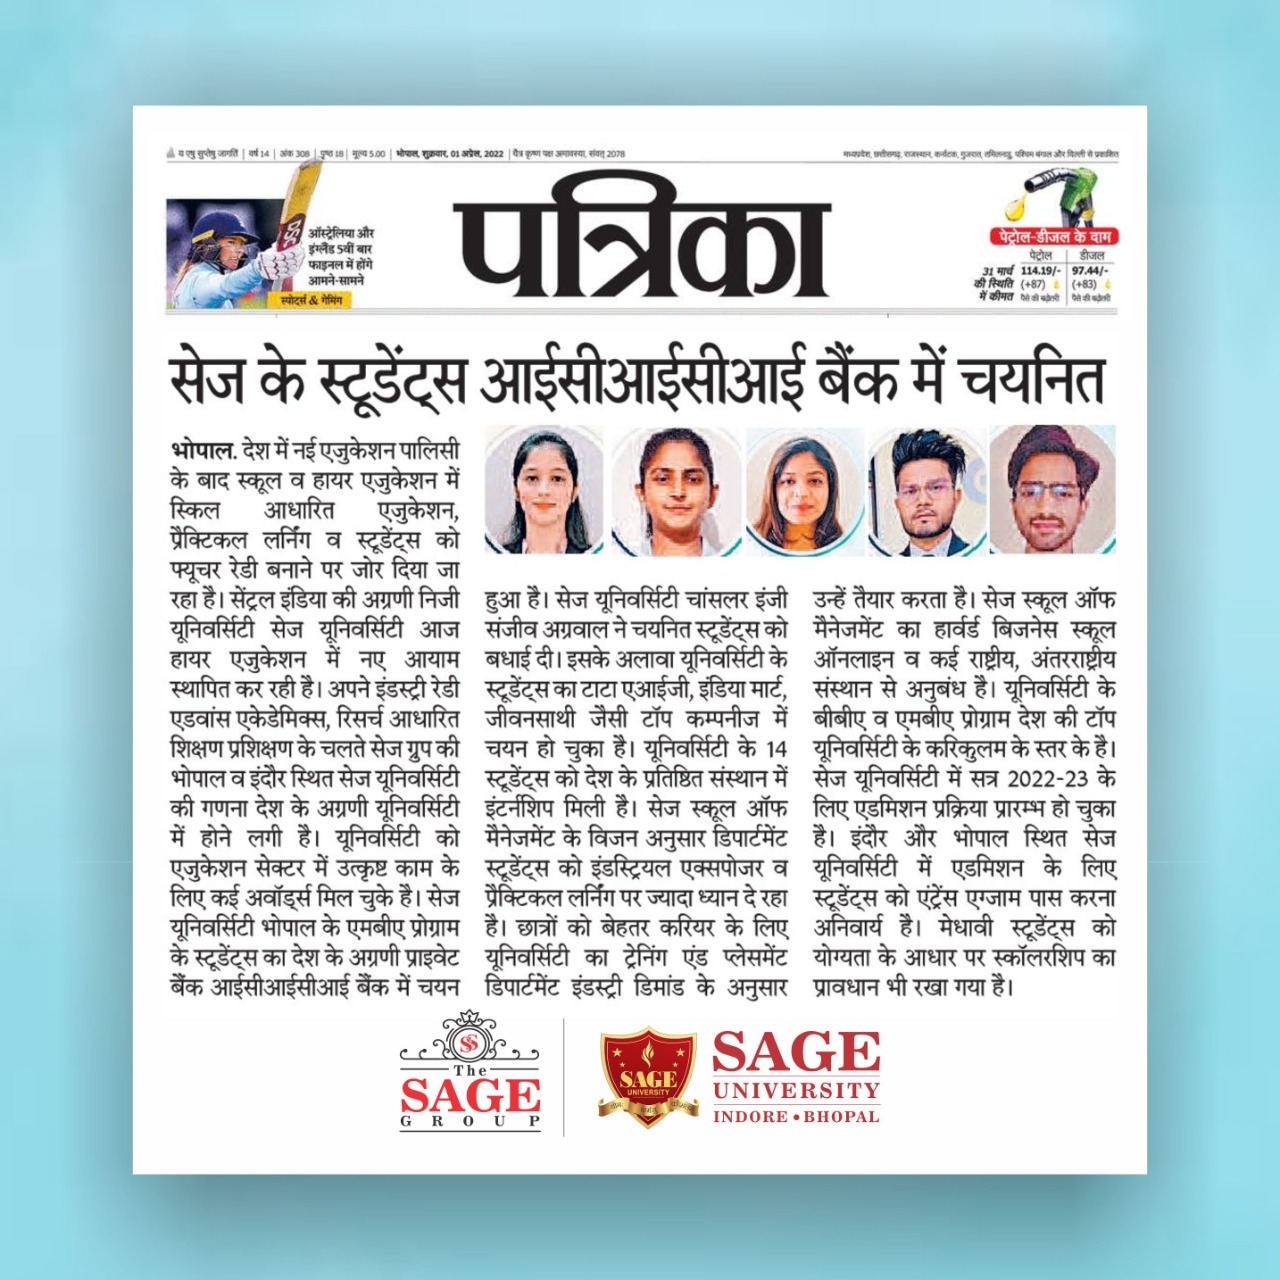 य एषु सुप्तेषु जागर्ति | वर्ष 14 | अंक 308 | पृष्ठ 18 | मूल्य 5.00 | भोपाल, शुक्रवार, 01 अप्रैल, 2022 | चैत्र कृष्ण पक्ष अमावस्या, संवत् 2078
मध्यप्रदेश, छत्तीसगढ़, राजस्थान, कर्नाटक, गुजरात, तमिलनाडु, पश्चिम बंगाल और दिल्ली से प्रकाशित
ऑस्ट्रेलिया और
इंग्लैंड 5वीं बार
फाइनल में होंगे
आमने-सामने
स्पोर्ट्स & गेमिंग
पत्रिका
पेट्रोल-डीजल के दाम
पेट्रोल डीजल
31 मार्च 114.19/- 97.44/-
की स्थिति (+87) (+83)
में कीमत पैसे की बढ़ोतरी पैसे की बढ़ोतरी
सेज के स्टूडेंट्स आईसीआईसीआई बैंक में चयनित
भोपाल. देश में नई एजुकेशन पालिसी
के बाद स्कूल व हायर एजुकेशन में
स्किल आधारित एजुकेशन,
प्रैक्टिकल लर्निंग व स्टूडेंट्स को
फ्यूचर रेडी बनाने पर जोर दिया जा
रहा है। सेंट्रल इंडिया की अग्रणी निजी
यूनिवर्सिटी सेज यूनिवर्सिटी आज
हायर एजुकेशन में नए आयाम
स्थापित कर रही है। अपने इंडस्ट्री रेडी
एडवांस एकेडेमिक्स, रिसर्च आधारित
शिक्षण प्रशिक्षण के चलते सेज ग्रुप की
भोपाल व इंदौर स्थित सेज यूनिवर्सिटी
की गणना देश के अग्रणी यूनिवर्सिटी
में होने लगी है। यूनिवर्सिटी को
एजुकेशन सेक्टर में उत्कृष्ट काम के
लिए कई अवॉर्ड्स मिल चुके है। सेज
यूनिवर्सिटी भोपाल के एमबीए प्रोग्राम
के स्टूडेंट्स का देश के अग्रणी प्राइवेट
बैंक आईसीआईसीआई बैंक में चयन
हुआ है। सेज यूनिवर्सिटी चांसलर इंजी
संजीव अग्रवाल ने चयनित स्टूडेंट्स को
बधाई दी। इसके अलावा यूनिवर्सिटी के
स्टूडेंट्स का टाटा एआईजी, इंडिया मार्ट,
जीवनसाथी जैसी टॉप कम्पनीज में
चयन हो चुका है। यूनिवर्सिटी के 14
स्टूडेंट्स को देश के प्रतिष्ठित संस्थान में
इंटर्नशिप मिली है। सेज स्कूल ऑफ
मैनेजमेंट के विजन अनुसार डिपार्टमेंट
स्टूडेंट्स को इंडस्ट्रियल एक्सपोजर व
प्रैक्टिकल लर्निंग पर ज्यादा ध्यान दे रहा
है। छात्रों को बेहतर करियर के लिए
यूनिवर्सिटी का ट्रेनिंग एंड प्लेसमेंट
डिपार्टमेंट इंडस्ट्री डिमांड के अनुसार
उन्हें तैयार करता है। सेज स्कूल ऑफ
मैनेजमेंट का हार्वर्ड बिजनेस स्कूल
ऑनलाइन व कई राष्ट्रीय, अंतरराष्ट्रीय
संस्थान से अनुबंध है। यूनिवर्सिटी के
बीबीए व एमबीए प्रोग्राम देश की टॉप
यूनिवर्सिटी के करिकुलम के स्तर के है।
सेज यूनिवर्सिटी में सत्र 2022-23 के
लिए एडमिशन प्रक्रिया प्रारम्भ हो चुका
है। इंदौर और भोपाल स्थित सेज
यूनिवर्सिटी में एडमिशन के लिए
स्टूडेंट्स को एंट्रेंस एग्जाम पास करना
अनिवार्य है। मेधावी स्टूडेंट्स को
योग्यता के आधार पर स्कॉलरशिप का
प्रावधान भी रखा गया है।
The
SAGE
GROUP
SAGE
UNIVERSITY
SAGE
UNIVERSITY
INDORE • BHOPAL